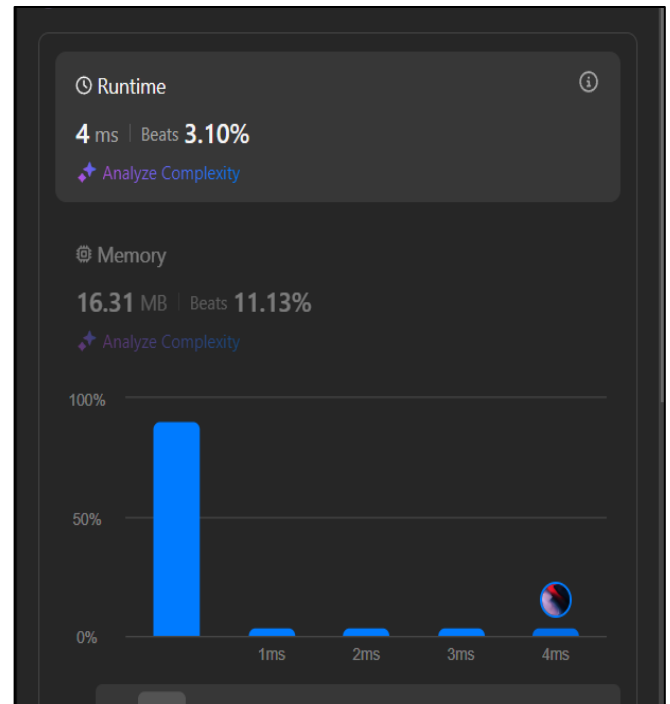 Runtime
4 ms | Beats 3.10%
Analyze Complexity
Memory
16.31 MB | Beats 11.13%
Analyze Complexity
100%
50%
0%
1ms 2ms 3ms 4ms